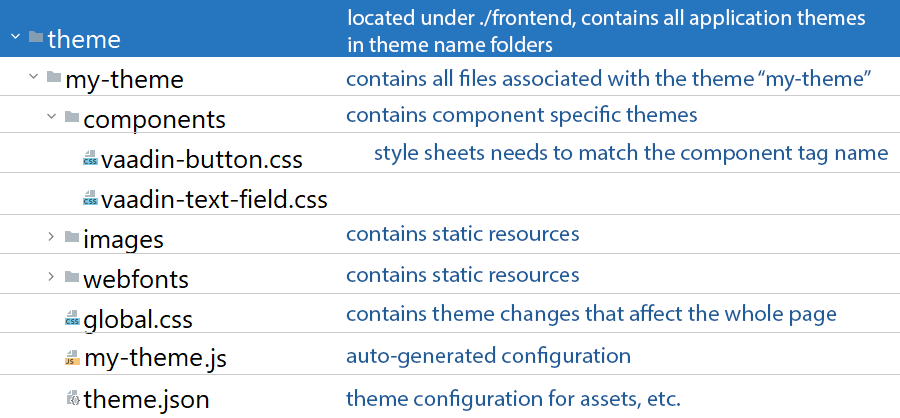 theme
located under ./frontend, contains all application themes
in theme name folders
my-theme
contains all files associated with the theme “my-theme”
components
contains component specific themes
CSS vaadin-button.css
style sheets needs to match the component tag name
CSS vaadin-text-field.css
images
contains static resources
webfonts
contains static resources
CSS global.css
contains theme changes that affect the whole page
JS my-theme.js
auto-generated configuration
theme.json
theme configuration for assets, etc.